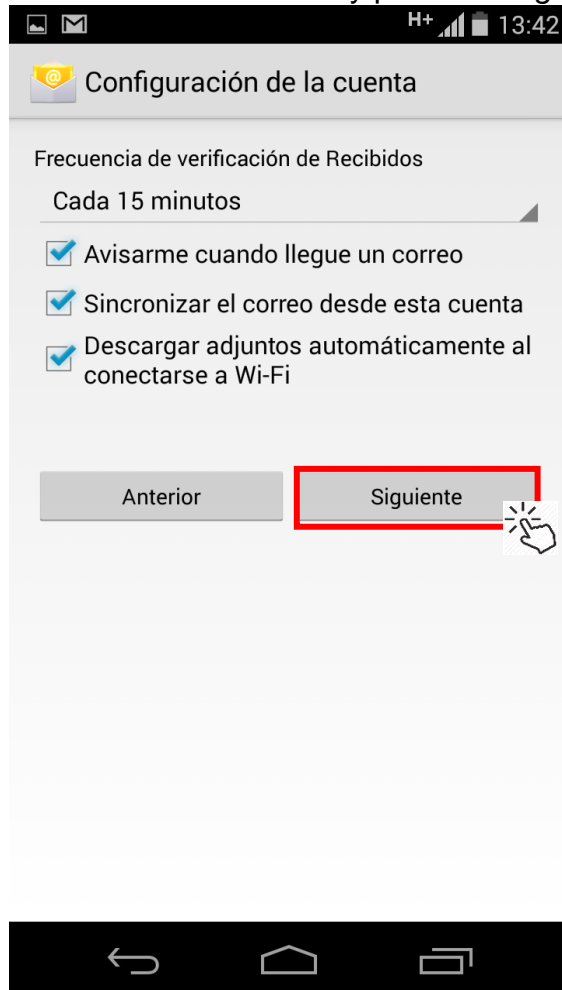 H+ 13:42
Configuración de la cuenta
Frecuencia de verificación de Recibidos
Cada 15 minutos
Avisarme cuando llegue un correo
Sincronizar el correo desde esta cuenta
Descargar adjuntos automáticamente al
conectarse a Wi-Fi
Anterior Siguiente